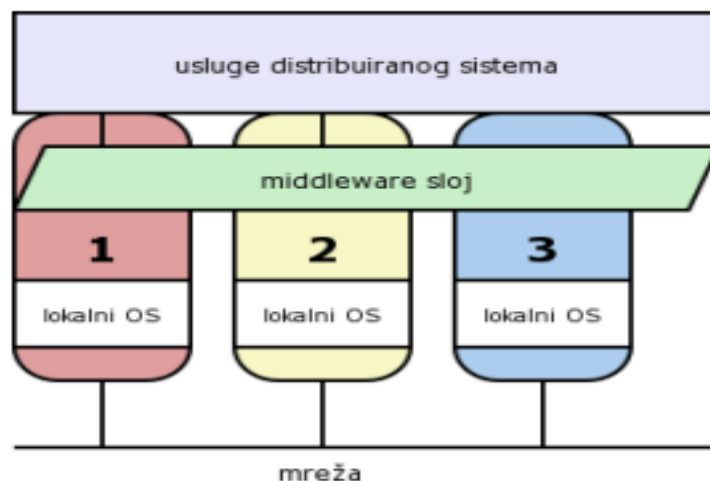 usluge distribuiranog sistema
middleware sloj
1 2 3
lokalni OS lokalni OS lokalni OS
mreža